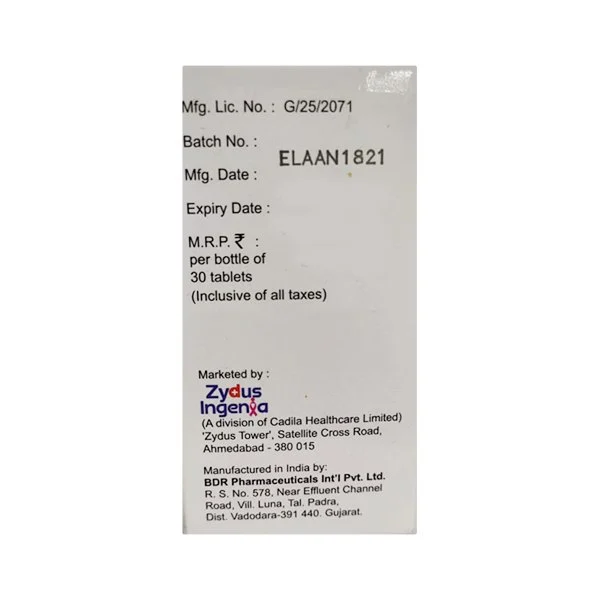 Mfg. Lic. No. : G/25/2071
Batch No. :
ELAAN1821
Mfg. Date :
Expiry Date :
M.R.P. ₹ :
per bottle of
30 tablets
(Inclusive of all taxes)
Marketed by :
Zydus
Ingenia
(A division of Cadila Healthcare Limited)
'Zydus Tower', Satellite Cross Road,
Ahmedabad - 380 015
Manufactured in India by:
BDR Pharmaceuticals Int'l Pvt. Ltd.
R. S. No. 578, Near Effluent Channel
Road, Vill. Luna, Tal. Padra,
Dist. Vadodara-391 440. Gujarat.